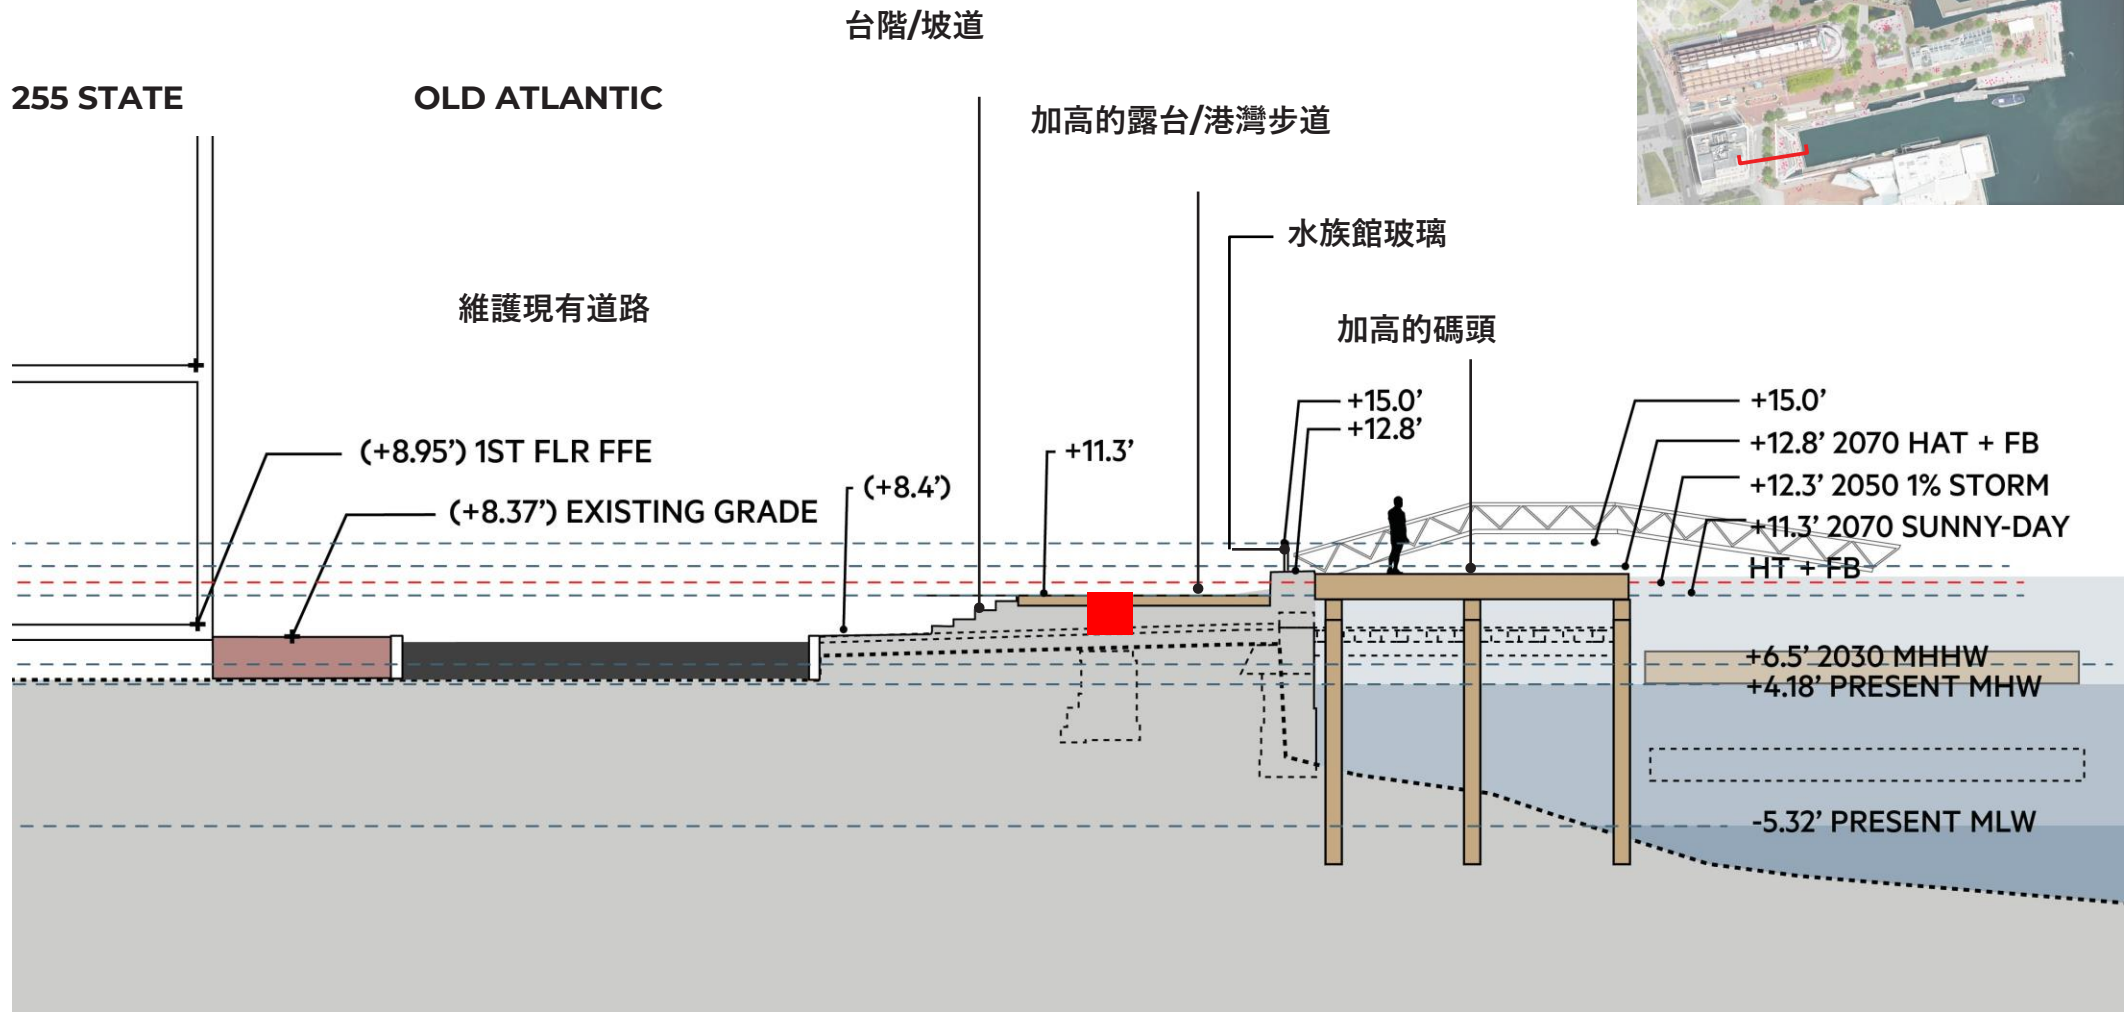 台階/坡道
255 STATE
OLD ATLANTIC
加高的露台/港灣步道
水族館玻璃
維護現有道路
加高的碼頭
+15.0’
+12.8’
+15.0’
+12.8’ 2070 HAT + FB
+12.3’ 2050 1% STORM
+11.3’ 2070 SUNNY-DAY
HT + FB
(+8.95’) 1ST FLR FFE
+11.3’
(+8.4’)
(+8.37’) EXISTING GRADE
+6.5’ 2030 MHHW
+4.18’ PRESENT MHW
-5.32’ PRESENT MLW